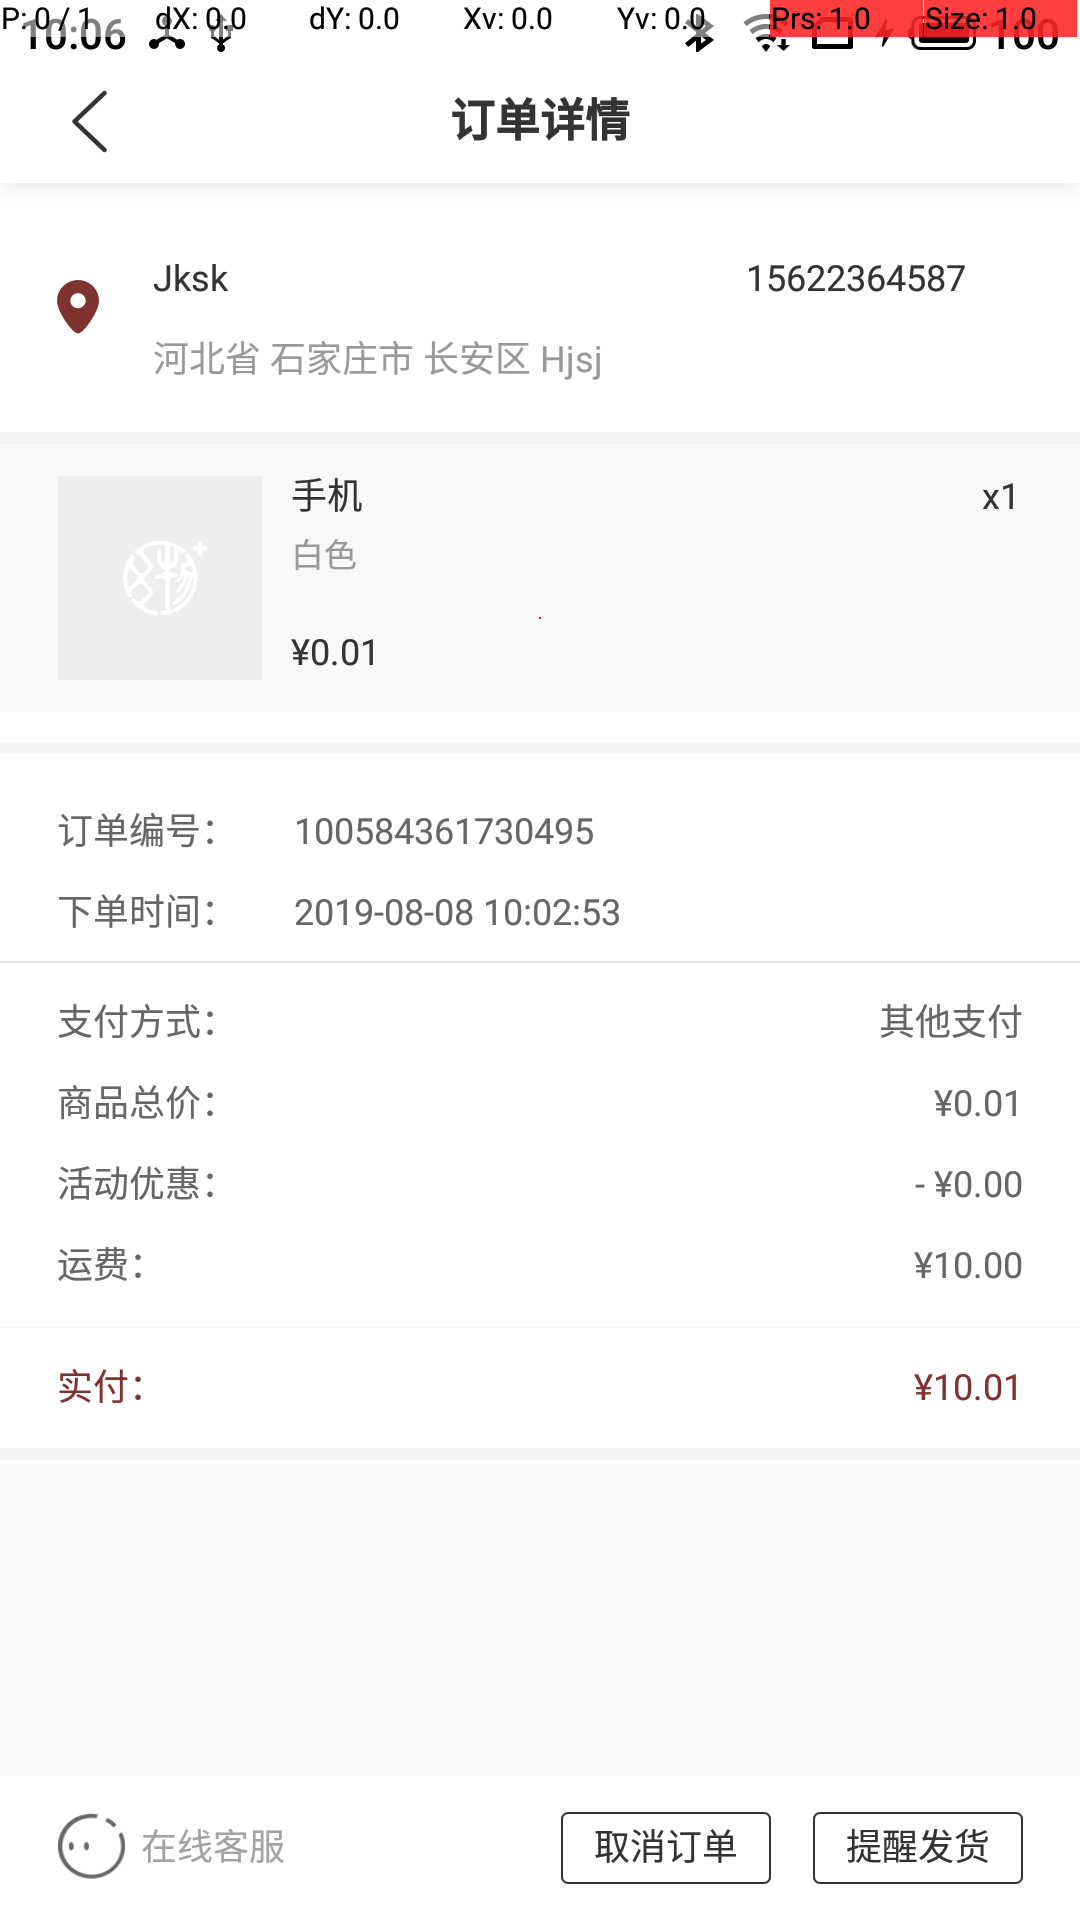 P: 0 / 1 dX: 0.0 dY: 0.0 Xv: 0.0 Yv: 0.0 Prs: 1.0 Size: 1.0
10:06 100
订单详情
Jksk 15622364587
河北省 石家庄市 长安区 Hjsj
手机 x1
白色
¥0.01
订单编号： 100584361730495
下单时间： 2019-08-08 10:02:53
支付方式： 其他支付
商品总价： ¥0.01
活动优惠： - ¥0.00
运费： ¥10.00
实付： ¥10.01
在线客服 取消订单 提醒发货